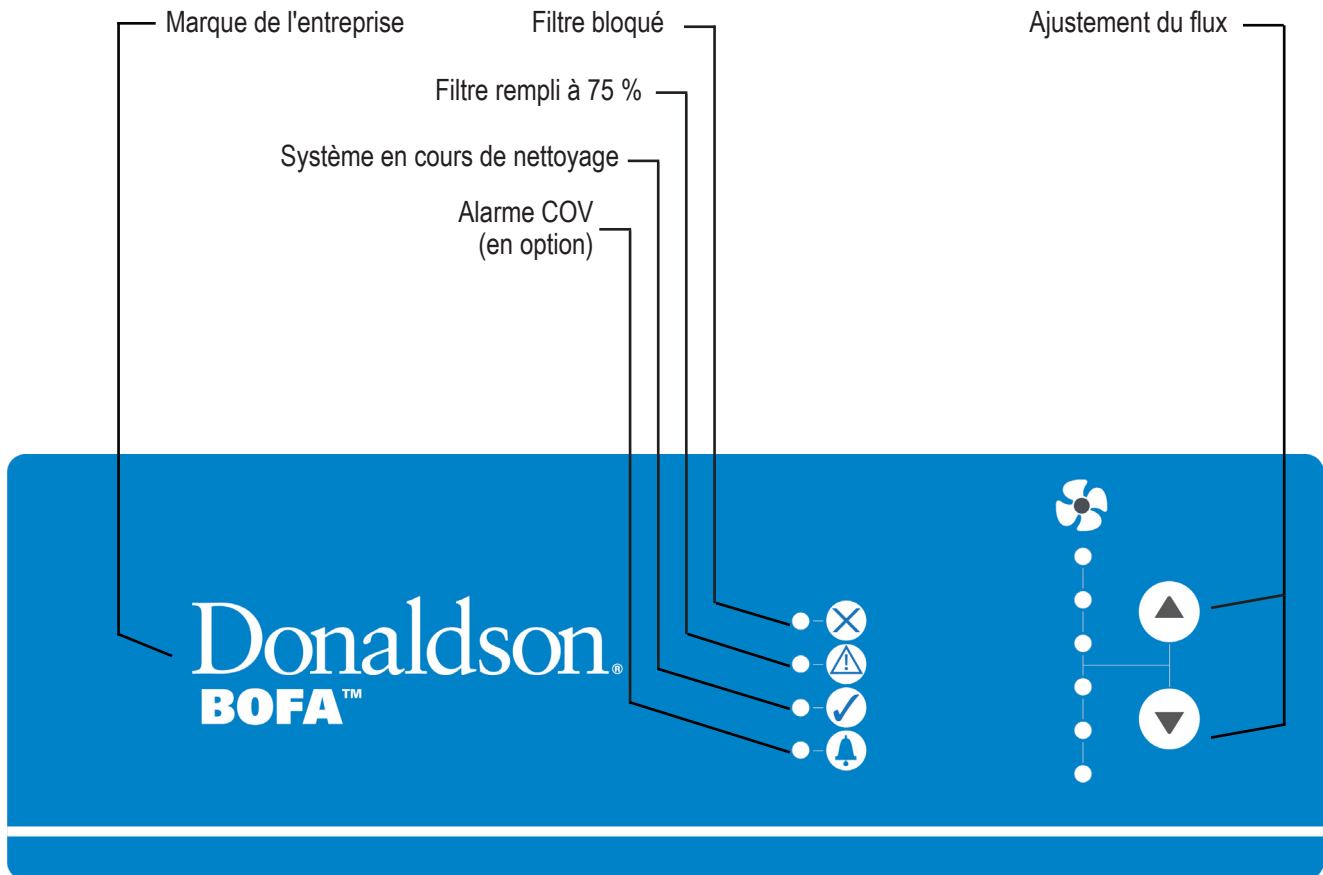 Marque de l'entreprise
Filtre bloqué
Ajustement du flux
Filtre rempli à 75 %
Système en cours de nettoyage
Alarme COV
(en option)
Donaldson®
BOFA™